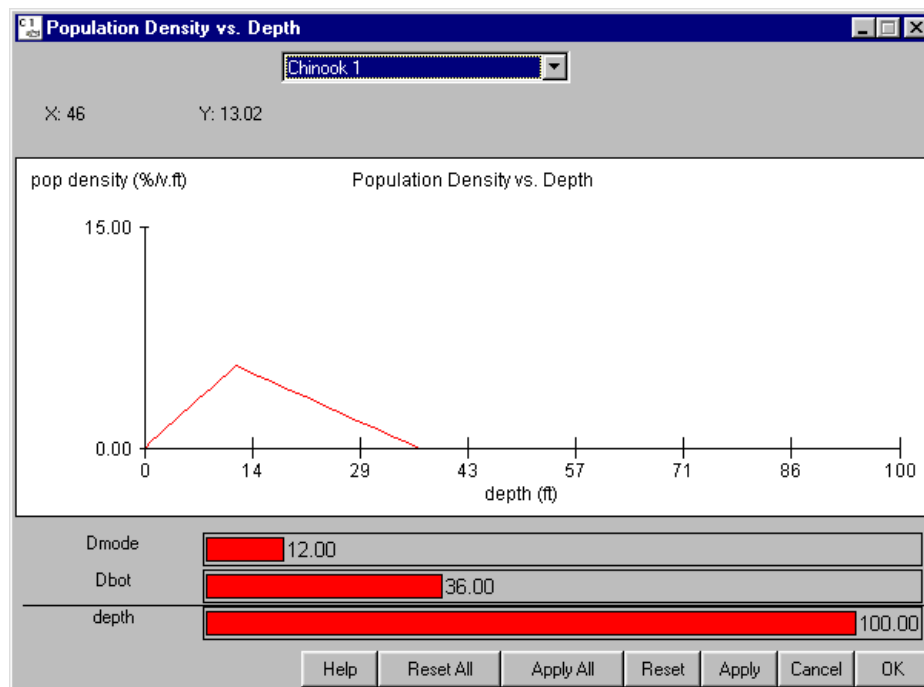 Population Density vs. Depth
Chinook 1
X: 46 Y: 13.02
pop density (%/v.ft) Population Density vs. Depth
15.00
0.00
0 14 29 43 57 71 86 100
depth (ft)
Dmode 12.00
Dbot 36.00
depth 100.00
Help Reset All Apply All Reset Apply Cancel OK